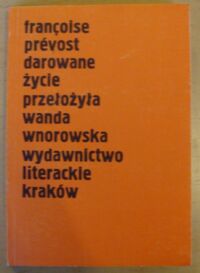 françoise
prévost
darowane
życie
przełożyła
wanda
wnorowska
wydawnictwo
literackie
kraków